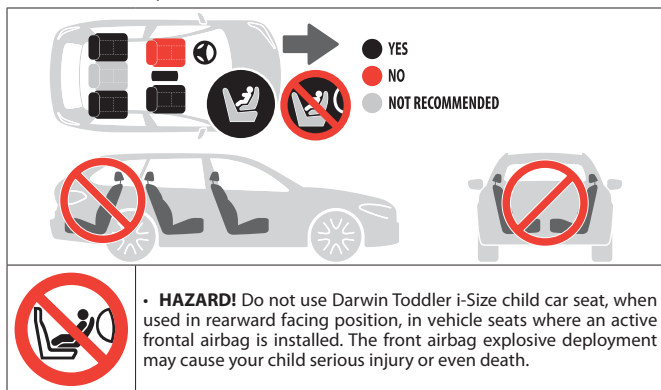 YES
NO
NOT RECOMMENDED
• HAZARD! Do not use Darwin Toddler i-Size child car seat, when
used in rearward facing position, in vehicle seats where an active
frontal airbag is installed. The front airbag explosive deployment
may cause your child serious injury or even death.